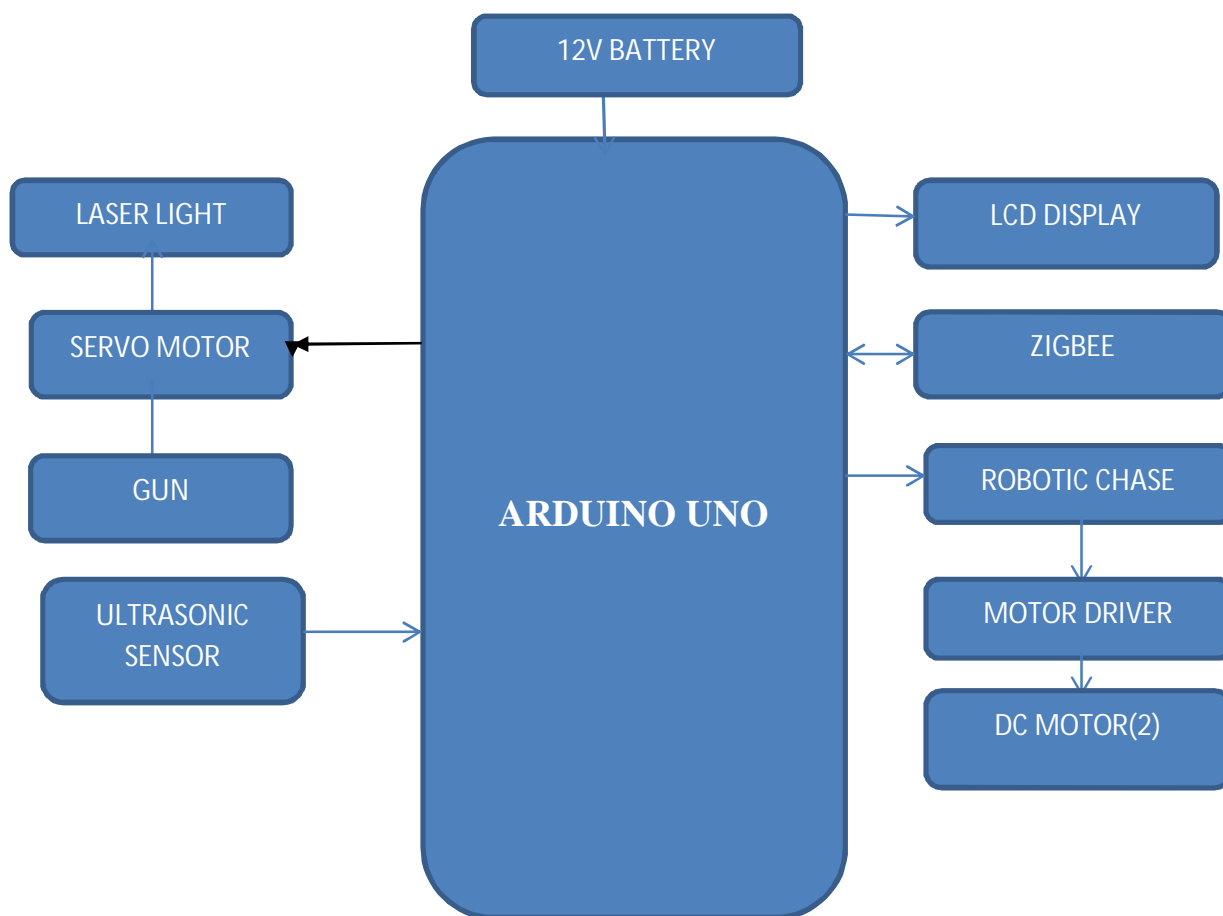 12V BATTERY
LASER LIGHT
LCD DISPLAY
SERVO MOTOR
ZIGBEE
GUN
ROBOTIC CHASE
ARDUINO UNO
ULTRASONIC
SENSOR
MOTOR DRIVER
DC MOTOR(2)